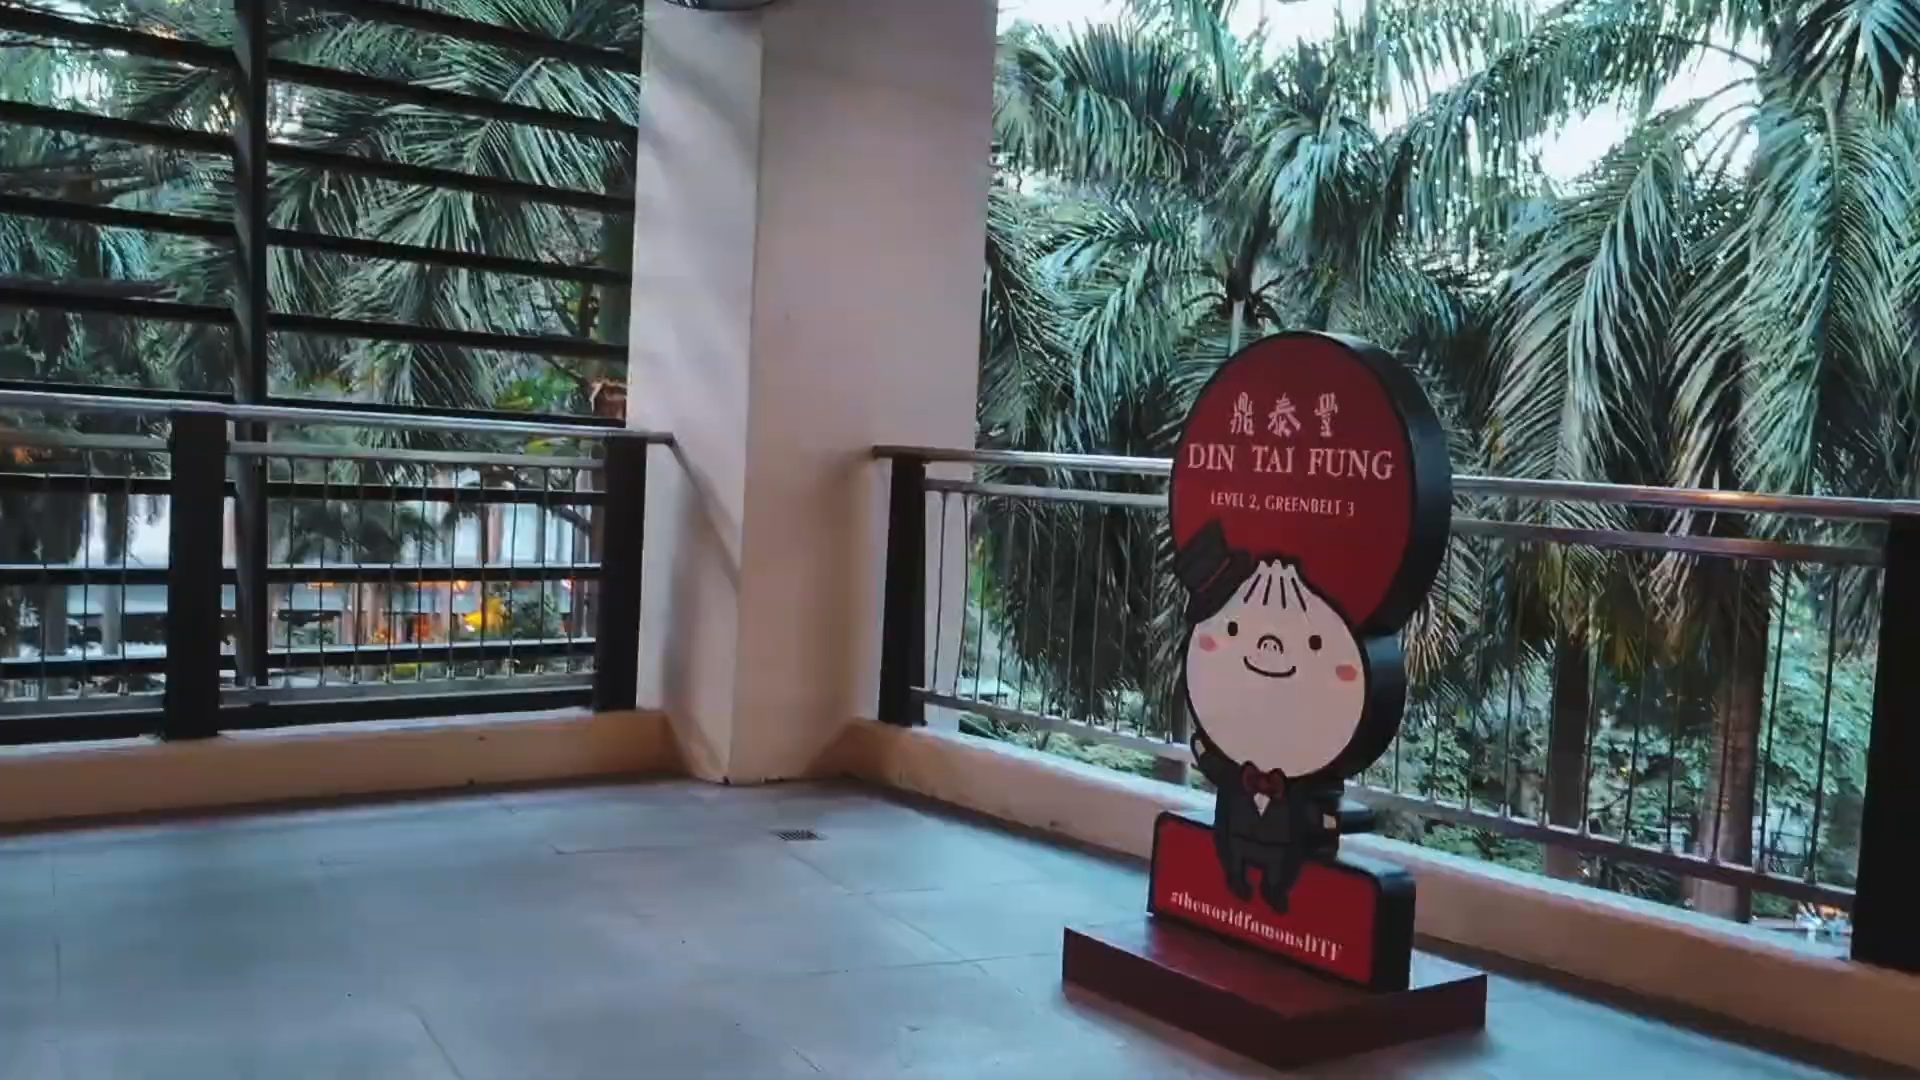 鼎泰豐
DIN TAI FUNG
LEVEL 2, GREENBELT 3
#theworldfamousDTF